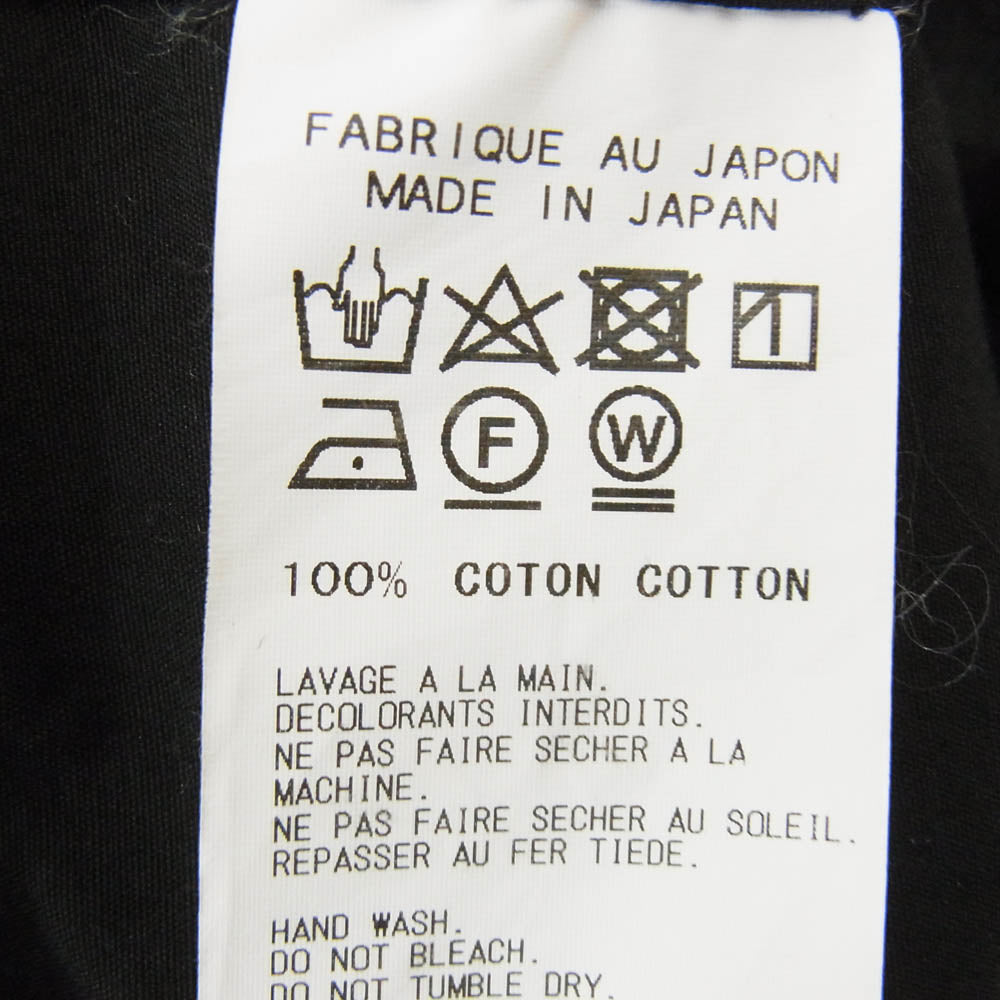 FABRIQUE AU JAPON
MADE IN JAPAN
F W
100% COTON COTTON
LAVAGE A LA MAIN.
DECOLORANTS INTERDITS.
NE PAS FAIRE SECHER A LA
MACHINE.
NE PAS FAIRE SECHER AU SOLEIL.
REPASSER AU FER TIEDE.
HAND WASH.
DO NOT BLEACH.
DO NOT TUMBLE DRY.